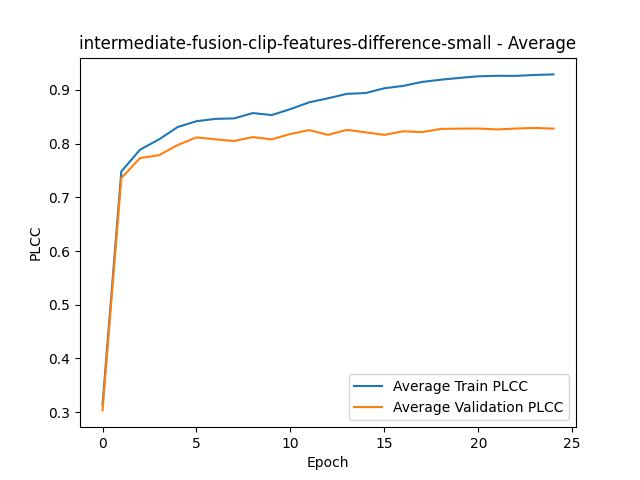 intermediate-fusion-clip-features-difference-small - Average
PLCC
0.9
0.8
0.7
0.6
0.5
0.4
0.3
Average Train PLCC
Average Validation PLCC
0 5 10 15 20 25
Epoch